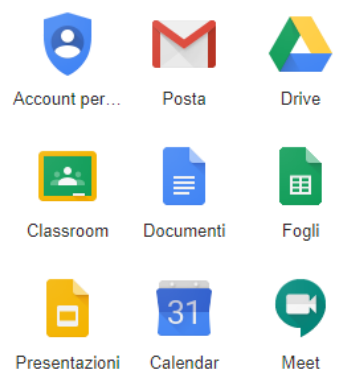 Account per...
Posta
Drive
Classroom
Documenti
Fogli
31
Presentazioni
Calendar
Meet